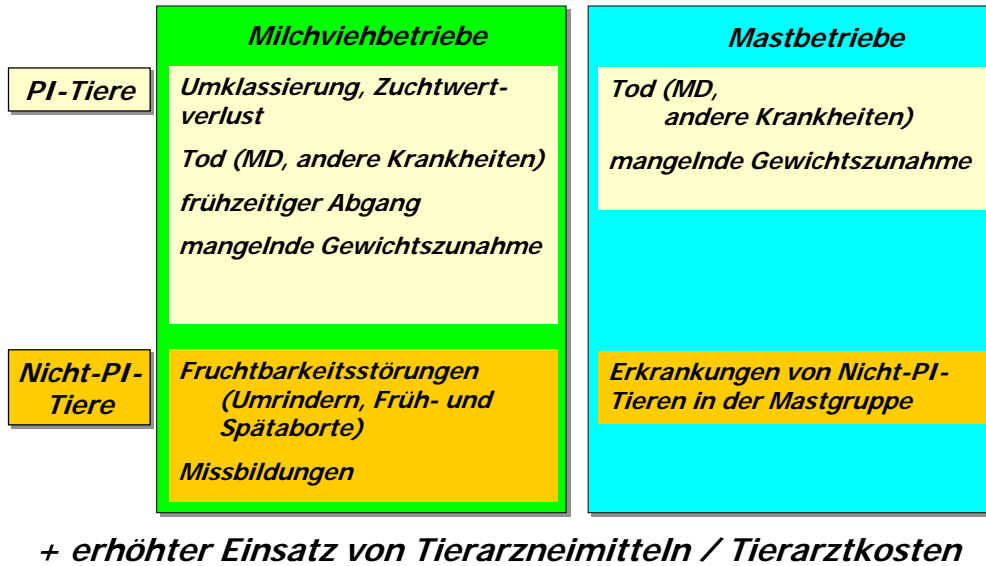 Milchviehbetriebe
Mastbetriebe
PI-Tiere
Umklassierung, Zuchtwert-
verlust
Tod (MD, andere Krankheiten)
frühzeitiger Abgang
mangelnde Gewichtszunahme
Tod (MD,
andere Krankheiten)
mangelnde Gewichtszunahme
Nicht-PI-
Tiere
Fruchtbarkeitsstörungen
(Umrindern, Früh- und
Spätaborte)
Missbildungen
Erkrankungen von Nicht-PI-
Tieren in der Mastgruppe
+ erhöhter Einsatz von Tierarzneimitteln / Tierarztkosten